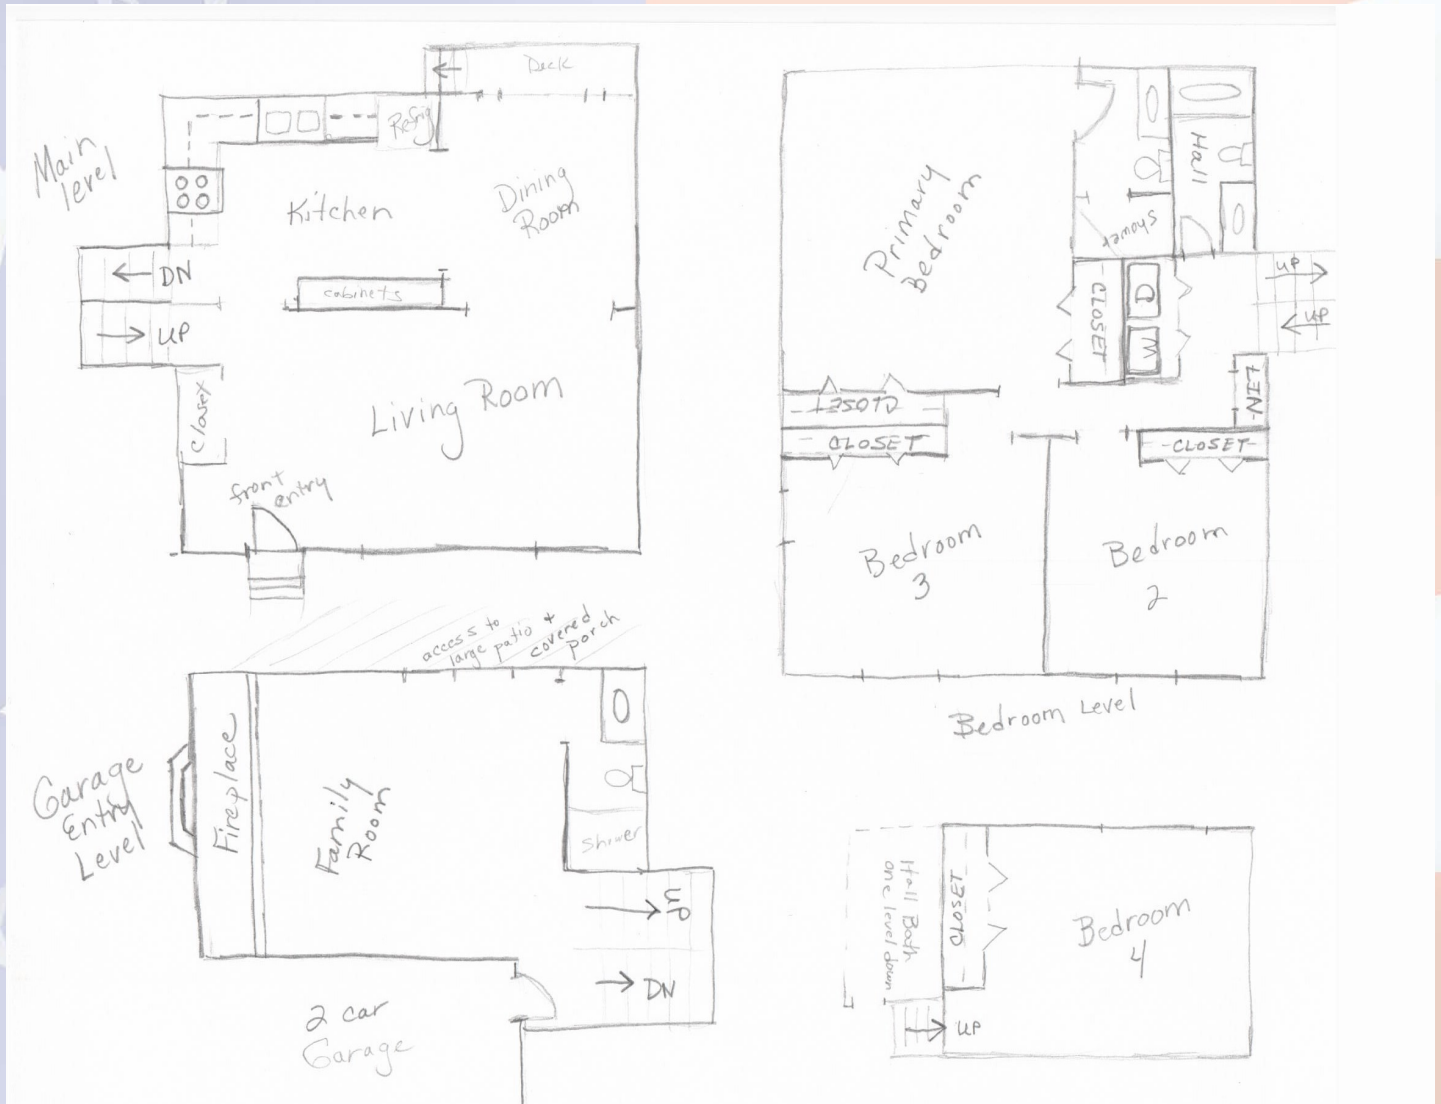 Main
level
Deck
Refrig
Kitchen
Dining
Room
DN
UP
cabinets
Closet
Living Room
front
entry
Primary
Bedroom
Hall
shower
UP
UP
CLOSET
D
W
LIN
CLOSET
CLOSET
CLOSET
Bedroom
3
Bedroom
2
Bedroom Level
access to
large patio +
covered
porch
Garage
Entry
Level
Fireplace
Family
Room
Shower
UP
DN
2 car
Garage
Hall Bath
one level down
CLOSET
Bedroom
4
UP